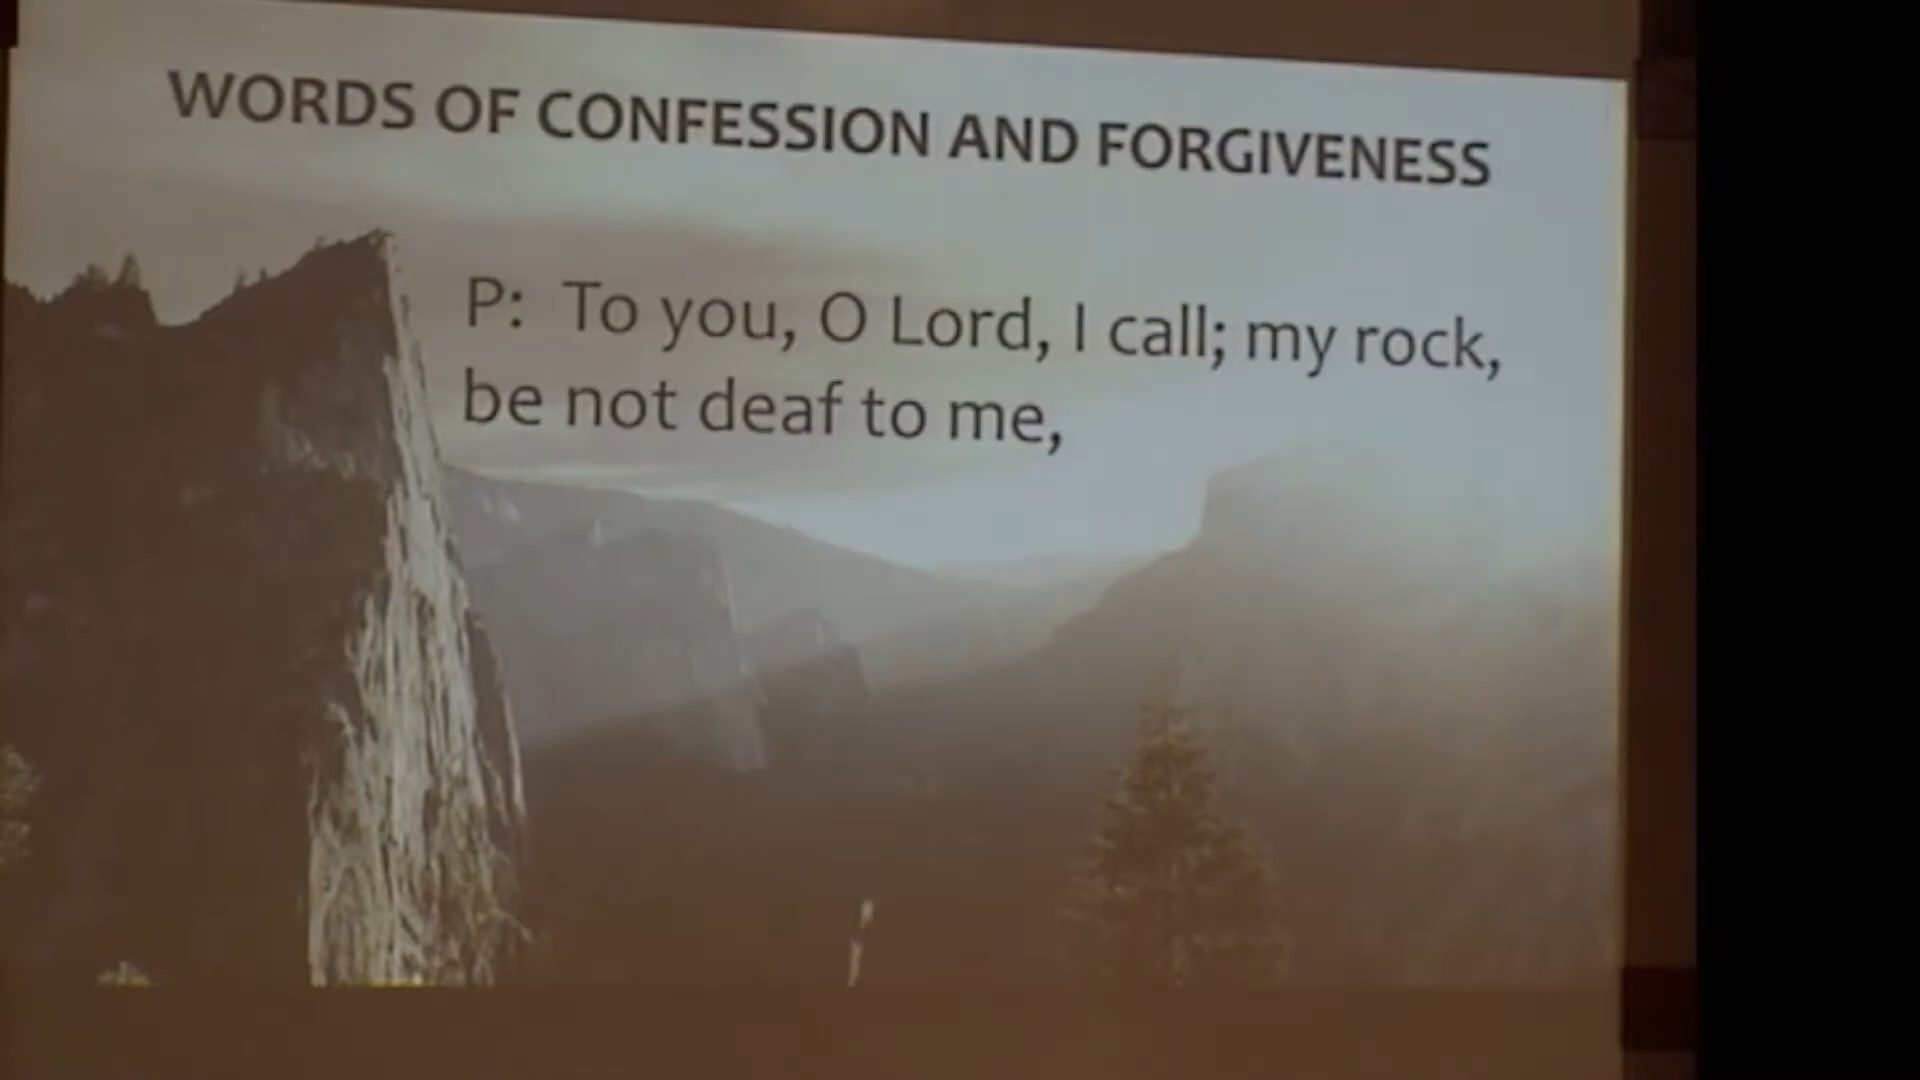 WORDS OF CONFESSION AND FORGIVENESS
P: To you, O Lord, I call; my rock,
be not deaf to me,